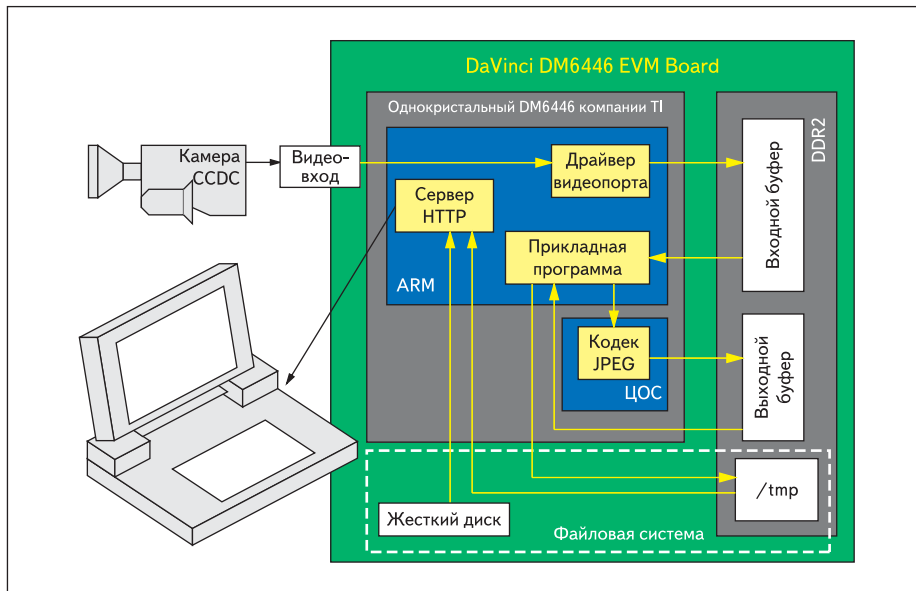 DaVinci DM6446 EVM Board
Однокристальный DM6446 компании TI
DDR2
Камера
CCDC
Видео-
вход
Драйвер
видеопорта
Входной буфер
Сервер
HTTP
Прикладная
программа
ARM
Кодек
JPEG
ЦОС
Выходной
буфер
/tmp
Жесткий диск
Файловая система